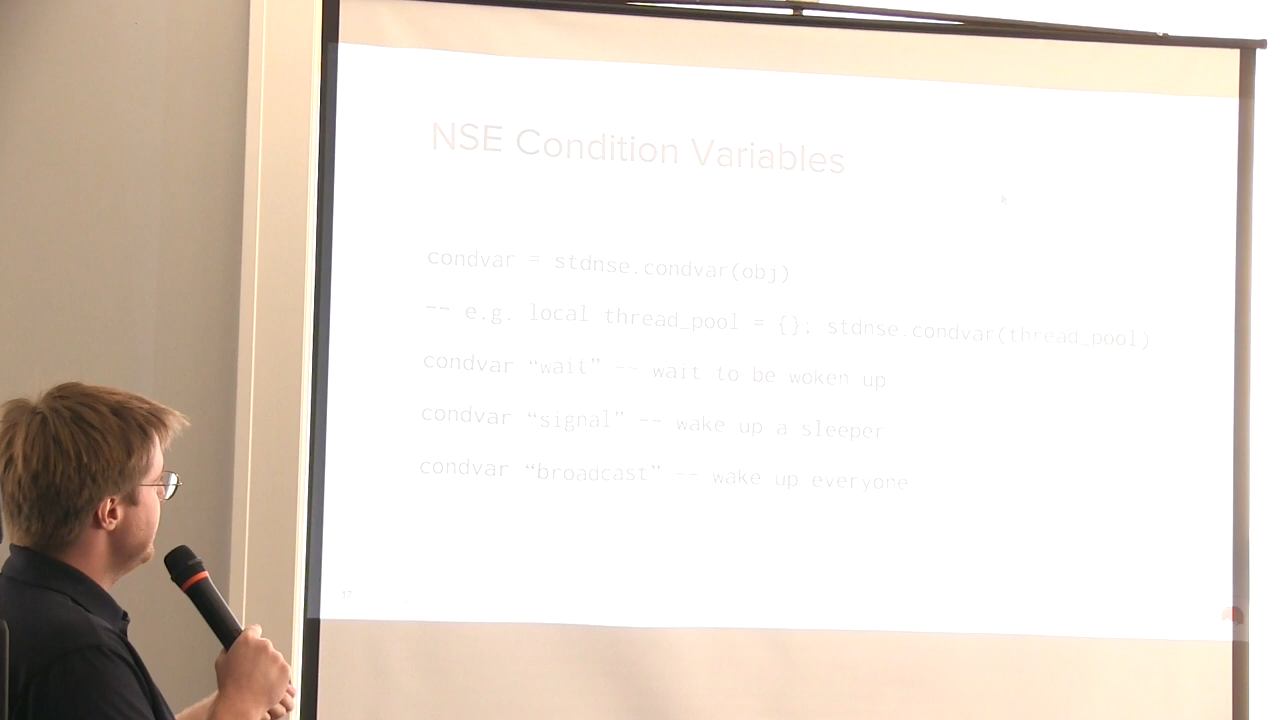 NSE Condition Variables
condvar = stdnse.condvar(obj)
-- e.g. local thread_pool = {}; stdnse.condvar(thread_pool)
condvar “wait” -- wait to be woken up
condvar “signal” -- wake up a sleeper
condvar “broadcast” -- wake up everyone
17